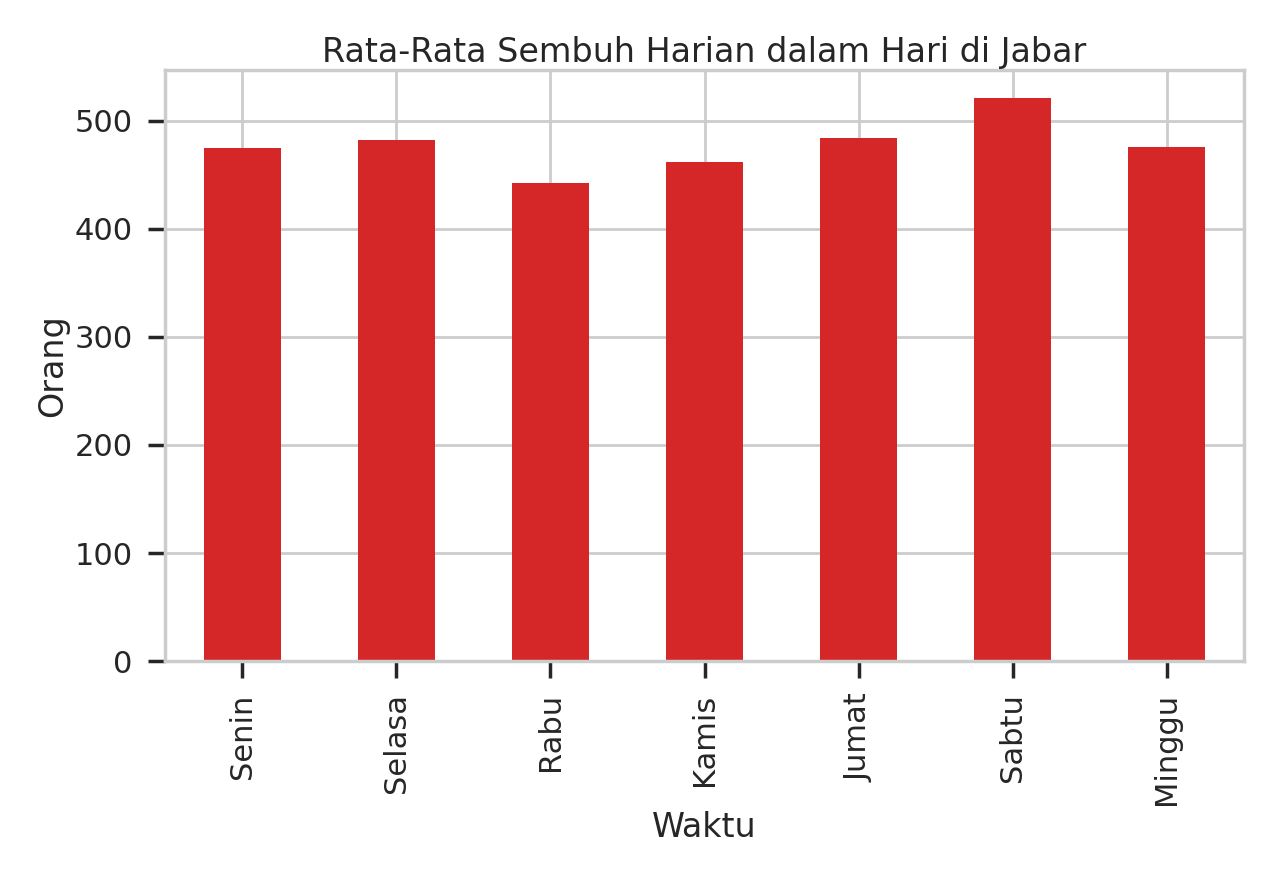 Rata-Rata Sembuh Harian dalam Hari di Jabar
Orang
500
400
300
200
100
0
Senin
Selasa
Rabu
Kamis
Jumat
Sabtu
Minggu
Waktu